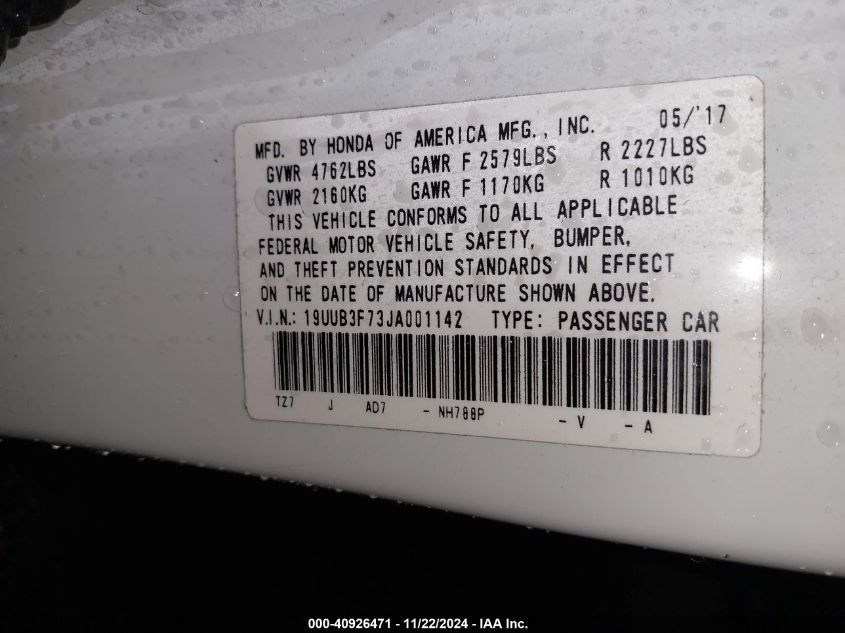 MFD. BY HONDA OF AMERICA MFG., INC. 05/'17
GVWR 4762LBS GAWR F 2579LBS R 2227LBS
GVWR 2160KG GAWR F 1170KG R 1010KG
THIS VEHICLE CONFORMS TO ALL APPLICABLE
FEDERAL MOTOR VEHICLE SAFETY, BUMPER,
AND THEFT PREVENTION STANDARDS IN EFFECT
ON THE DATE OF MANUFACTURE SHOWN ABOVE.
V.I.N.: 19UUB3F73JA001142 TYPE: PASSENGER CAR
TZ7 J AD7 - NH788P - V - A
000-40926471 - 11/22/2024 - IAA Inc.